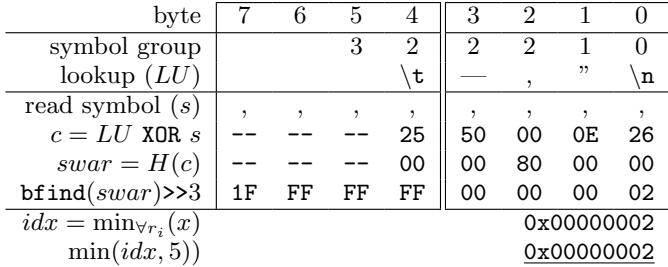 byte 7 6 5 4 3 2 1 0
symbol group 3 2 2 2 1 0
lookup (LU) \t — , ” \n
read symbol (s) , , , , , , , ,
c = LU XOR s -- -- -- 25 50 00 0E 26
swar = H(c) -- -- -- 00 00 80 00 00
bfind(swar)>>3 1F FF FF FF 00 00 00 02
idx = min∀rᵢ(x) 0x00000002
min(idx, 5)) 0x00000002